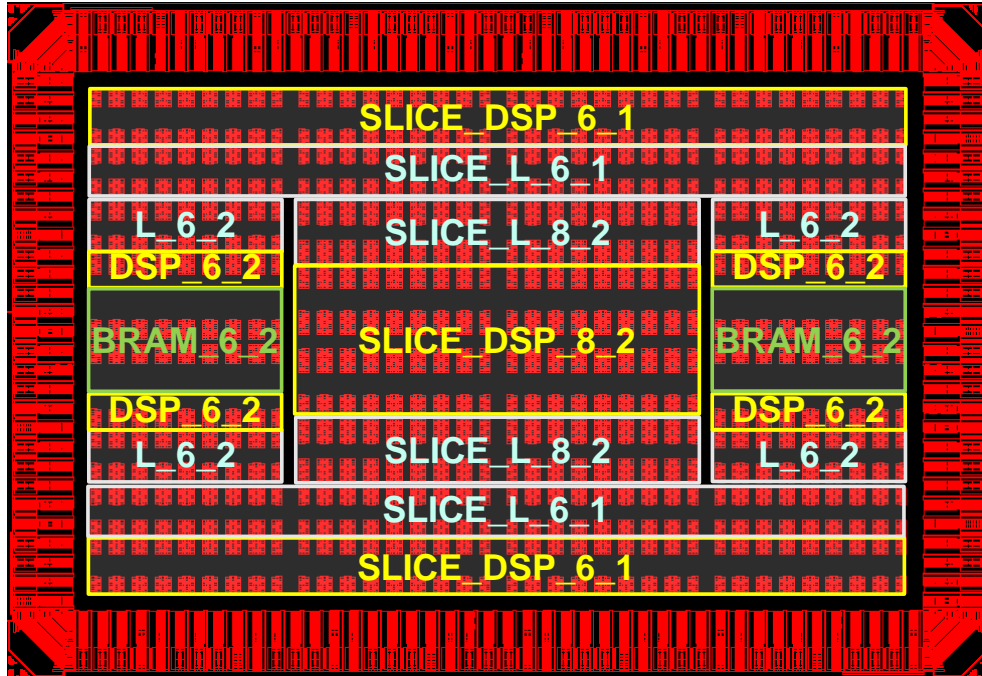 SLICE_DSP_6_1
SLICE_L_6_1
L_6_2
SLICE_L_8_2
L_6_2
DSP_6_2
DSP_6_2
BRAM_6_2
SLICE_DSP_8_2
BRAM_6_2
DSP_6_2
DSP_6_2
L_6_2
SLICE_L_8_2
L_6_2
SLICE_L_6_1
SLICE_DSP_6_1